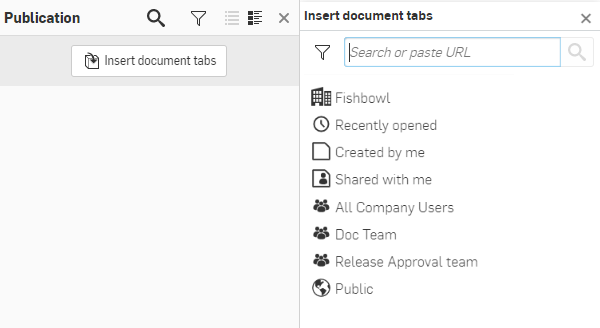 Publication
Insert document tabs
Insert document tabs
Search or paste URL
Fishbowl
Recently opened
Created by me
Shared with me
All Company Users
Doc Team
Release Approval team
Public